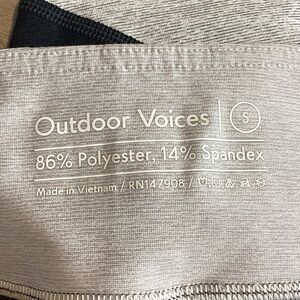 Outdoor Voices | S
86% Polyester, 14% Spandex
Made in Vietnam / RN147908 /